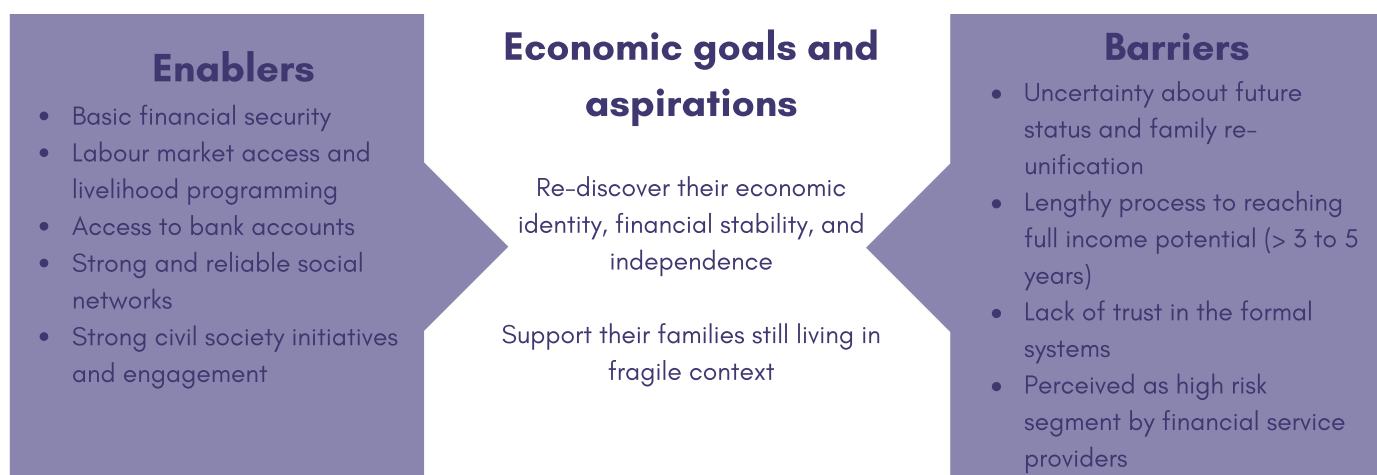 Enablers
• Basic financial security
• Labour market access and
livelihood programming
• Access to bank accounts
• Strong and reliable social
networks
• Strong civil society initiatives
and engagement
Economic goals and
aspirations
Re-discover their economic
identity, financial stability, and
independence
Support their families still living in
fragile context
Barriers
• Uncertainty about future
status and family re-
unification
• Lengthy process to reaching
full income potential (> 3 to 5
years)
• Lack of trust in the formal
systems
• Perceived as high risk
segment by financial service
providers